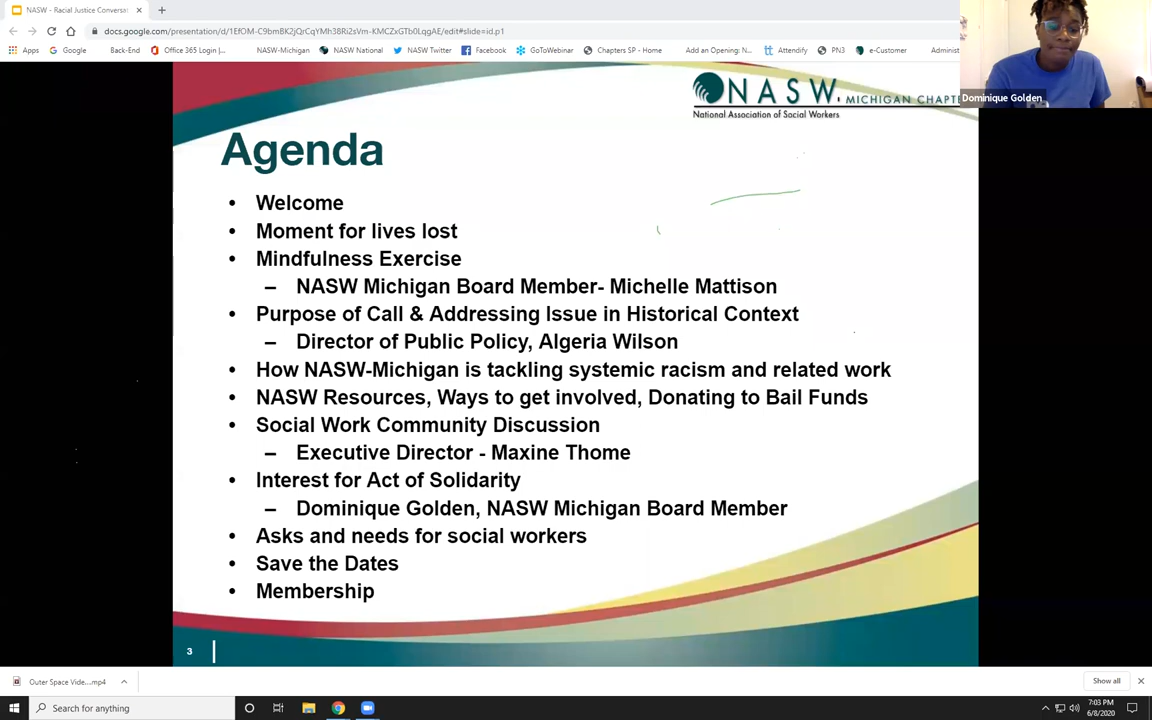 NASW - Racial Justice Conversat
docs.google.com/presentation/d/1EfOM-C9bmBK2jQrCqYMh38Ri2sVm-KMCZxGTb0LqgAE/edit#slide=id.p1
Apps Google Back-End Office 365 Login |... NASW-Michigan NASW National NASW Twitter Facebook GoToWebinar Chapters SP - Home Add an Opening: N... Attendify PN3 e-Customer Administ
Dominique Golden
NASW. MICHIGAN CHAPTE
National Association of Social Workers
Agenda
• Welcome
• Moment for lives lost
• Mindfulness Exercise
– NASW Michigan Board Member- Michelle Mattison
• Purpose of Call & Addressing Issue in Historical Context
– Director of Public Policy, Algeria Wilson
• How NASW-Michigan is tackling systemic racism and related work
• NASW Resources, Ways to get involved, Donating to Bail Funds
• Social Work Community Discussion
– Executive Director - Maxine Thome
• Interest for Act of Solidarity
– Dominique Golden, NASW Michigan Board Member
• Asks and needs for social workers
• Save the Dates
• Membership
3
Outer Space Vide....mp4
Show all
Search for anything
7:03 PM
6/8/2020